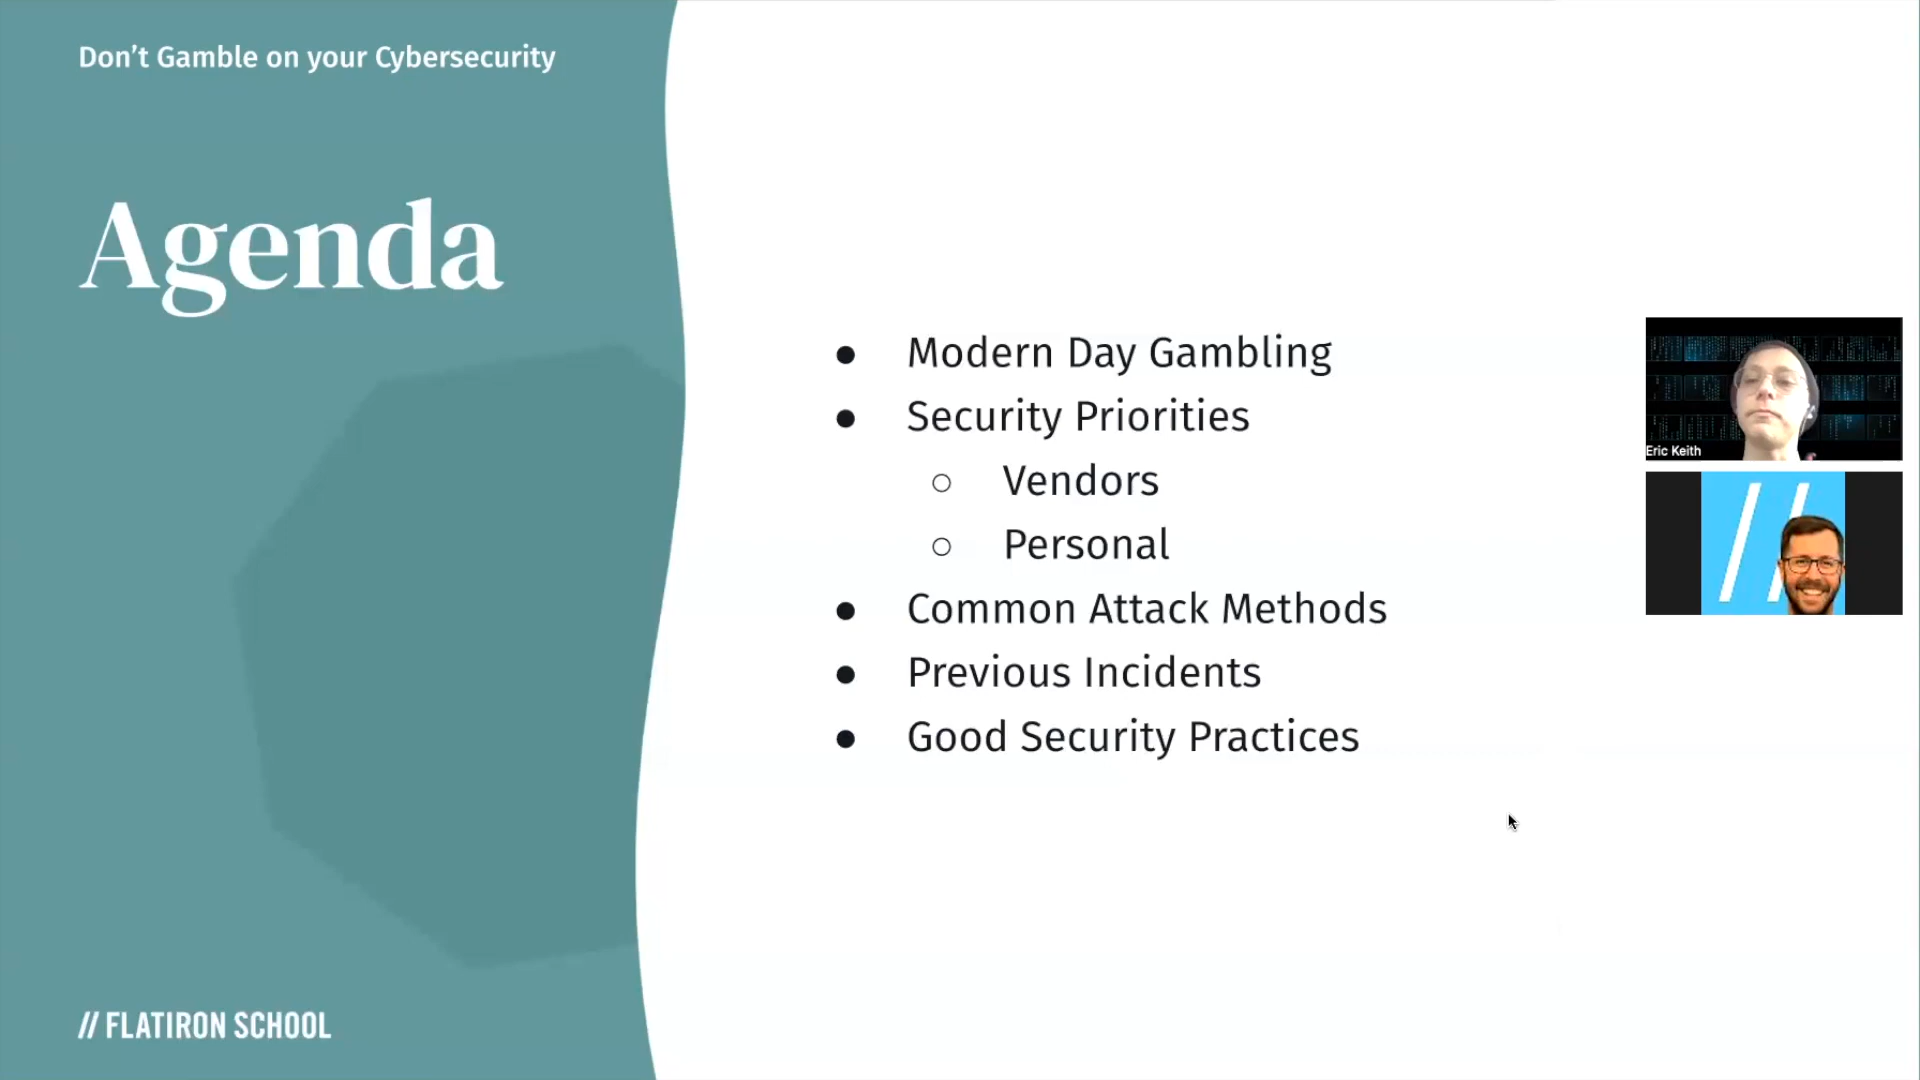 Don't Gamble on your Cybersecurity
Agenda
● Modern Day Gambling
● Security Priorities
○ Vendors
○ Personal
● Common Attack Methods
● Previous Incidents
● Good Security Practices
Eric Keith
//
// FLATIRON SCHOOL